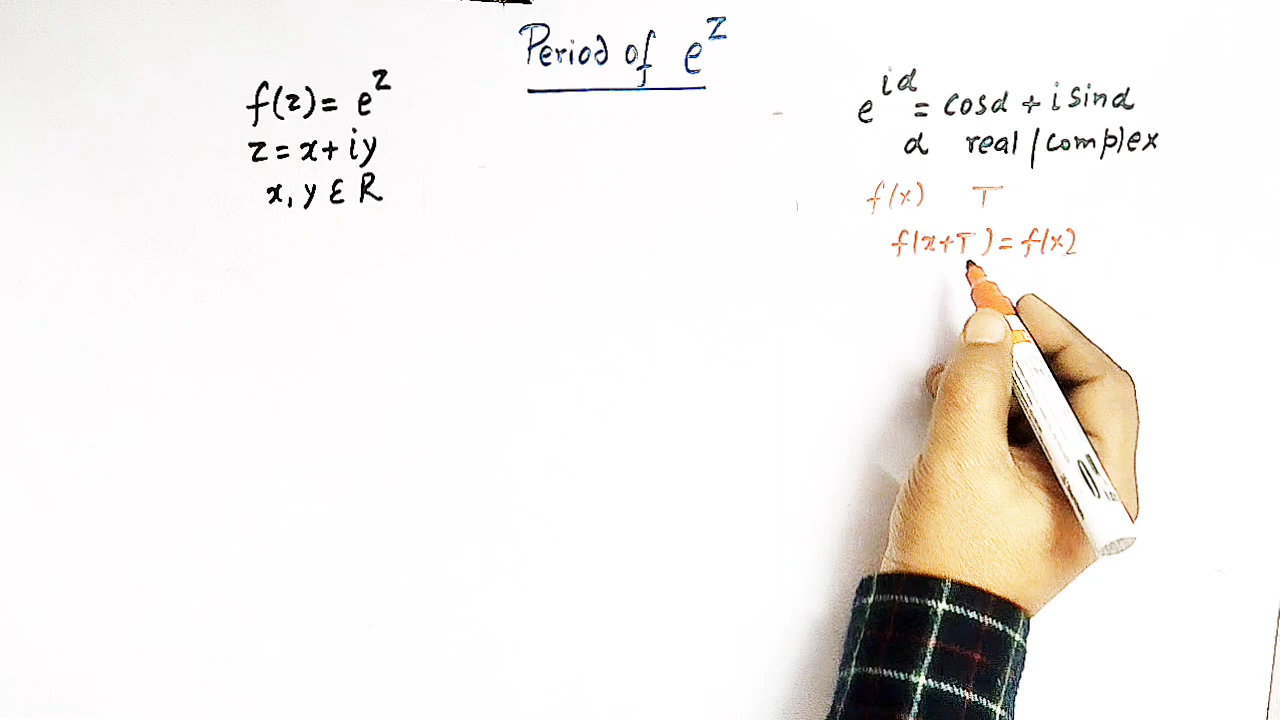 Period of e^z
f(z) = e^z
z = x + iy
x, y ε R
e^{iα} = cosα + i sinα
α real / complex
f(x) T
f(x+T) = f(x)